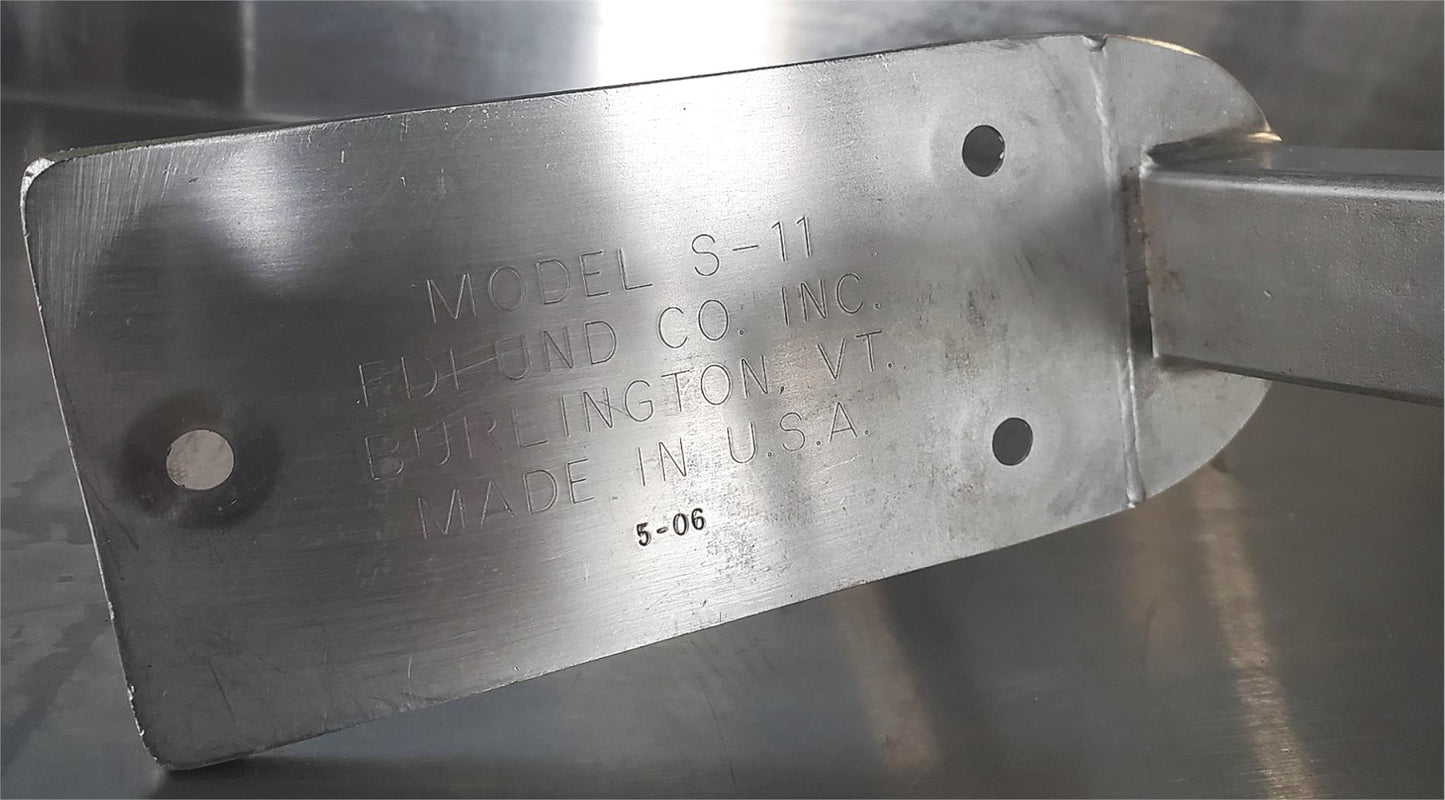 MODEL S-11
EDLUND CO. INC.
BURLINGTON, VT.
MADE IN U.S.A.
5-06